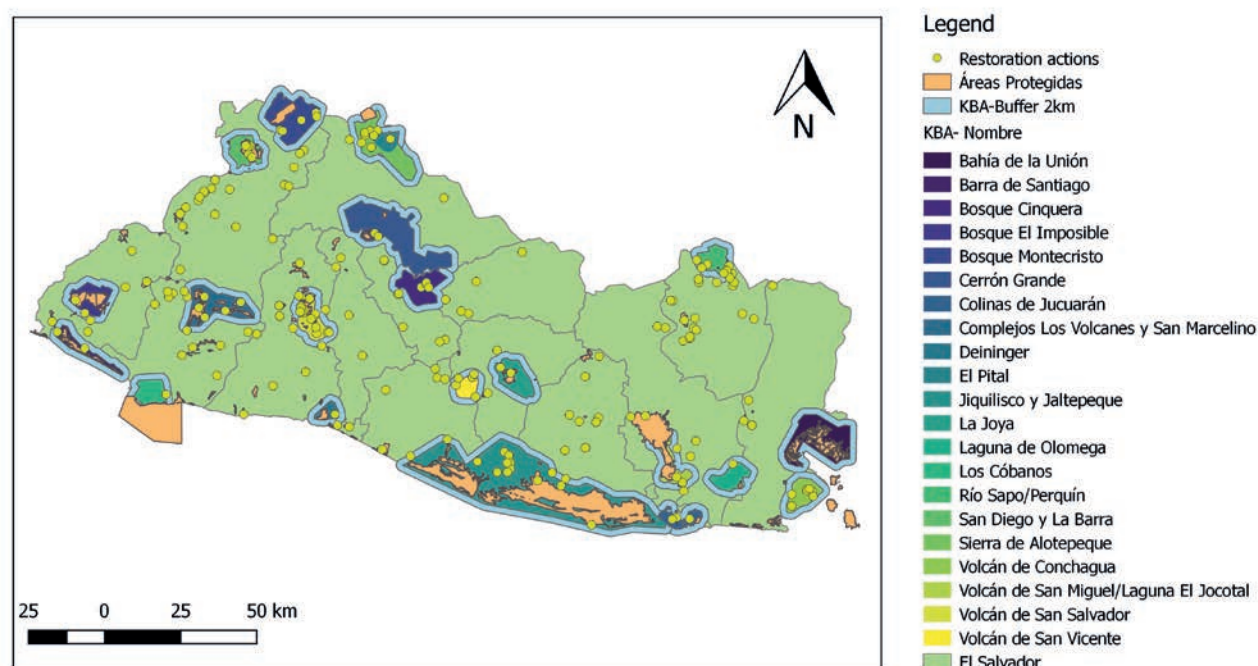 N
25 0 25 50 km
Legend
Restoration actions
Áreas Protegidas
KBA-Buffer 2km
KBA- Nombre
Bahía de la Unión
Barra de Santiago
Bosque Cinquera
Bosque El Imposible
Bosque Montecristo
Cerrón Grande
Colinas de Jucuarán
Complejos Los Volcanes y San Marcelino
Deininger
El Pital
Jiquilisco y Jaltepeque
La Joya
Laguna de Olomega
Los Cóbanos
Río Sapo/Perquín
San Diego y La Barra
Sierra de Alotepeque
Volcán de Conchagua
Volcán de San Miguel/Laguna El Jocotal
Volcán de San Salvador
Volcán de San Vicente
El Salvador